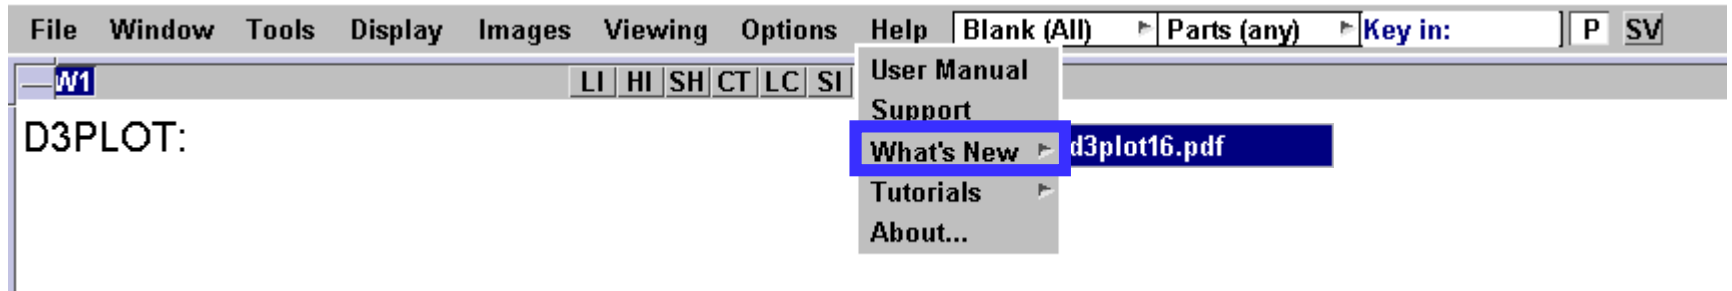 File Window Tools Display Images Viewing Options Help Blank (All) Parts (any) Key in: P SV
W1 LI HI SH CT LC SI
User Manual
Support
D3PLOT:
What's New d3plot16.pdf
Tutorials
About...